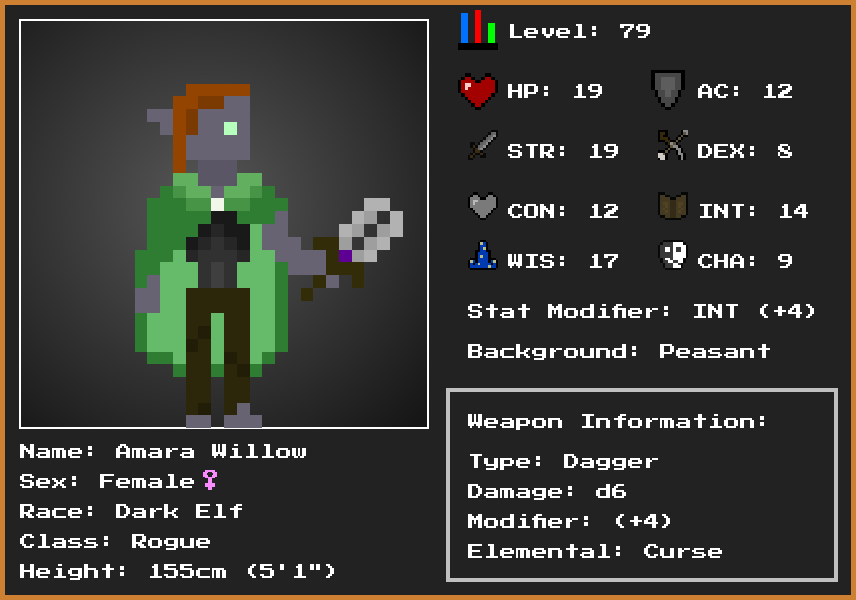 Level: 79
HP: 19 AC: 12
STR: 19 DEX: 8
CON: 12 INT: 14
WIS: 17 CHA: 9
Stat Modifier: INT (+4)
Background: Peasant
Weapon Information:
Type: Dagger
Damage: d6
Modifier: (+4)
Elemental: Curse
Name: Amara Willow
Sex: Female♀
Race: Dark Elf
Class: Rogue
Height: 155cm (5'1")